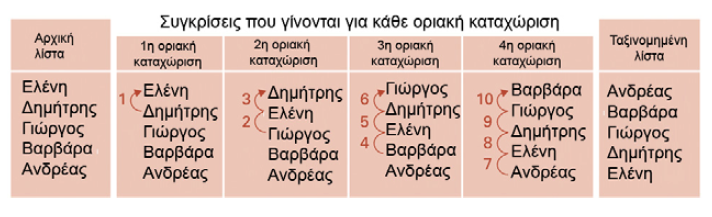 Συγκρίσεις που γίνονται για κάθε οριακή καταχώριση
Αρχική
λίστα
Ελένη
Δημήτρης
Γιώργος
Βαρβάρα
Ανδρέας
1η οριακή
καταχώριση
1
Ελένη
Δημήτρης
Γιώργος
Βαρβάρα
Ανδρέας
2η οριακή
καταχώριση
3
2
Δημήτρης
Ελένη
Γιώργος
Βαρβάρα
Ανδρέας
3η οριακή
καταχώριση
6
5
4
Γιώργος
Δημήτρης
Ελένη
Βαρβάρα
Ανδρέας
4η οριακή
καταχώριση
10
9
8
7
Βαρβάρα
Γιώργος
Δημήτρης
Ελένη
Ανδρέας
Ταξινομημένη
λίστα
Ανδρέας
Βαρβάρα
Γιώργος
Δημήτρης
Ελένη